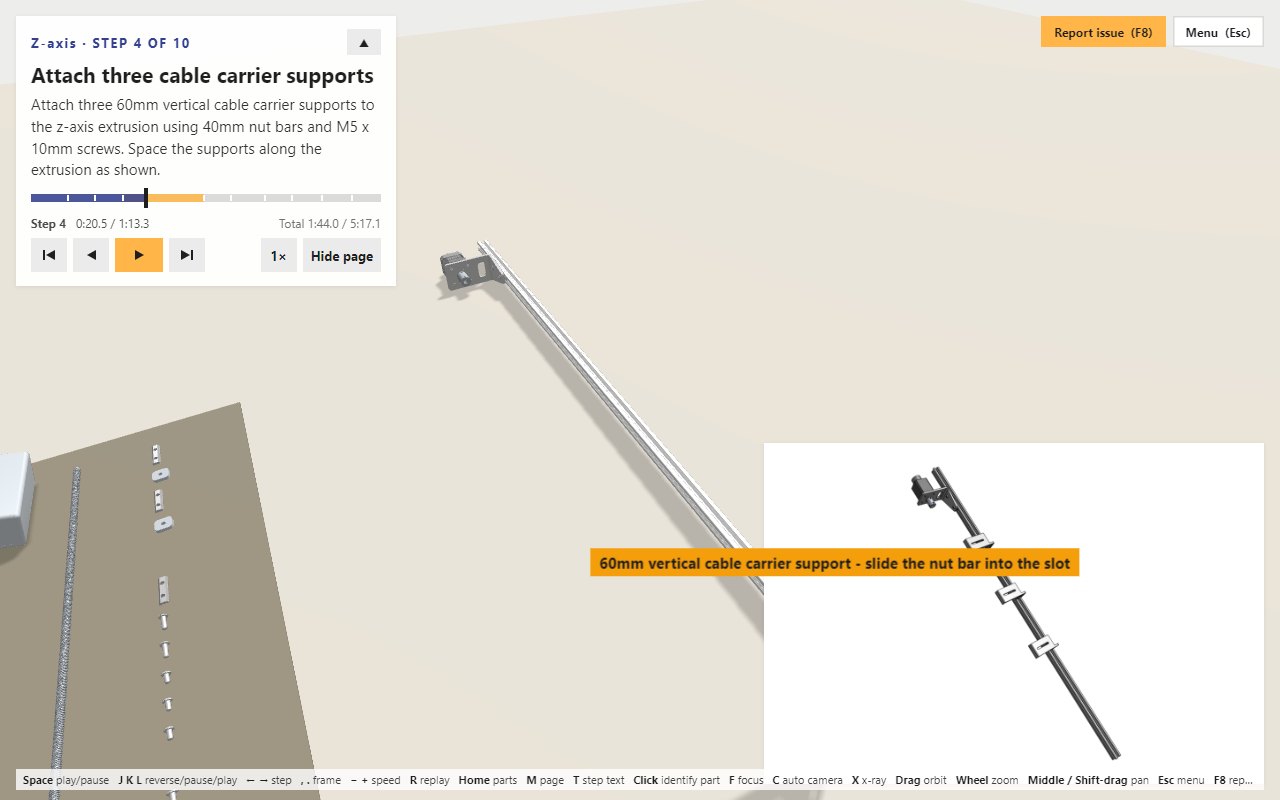 Z-axis · STEP 4 OF 10
▲
Report issue (F8)
Menu (Esc)
Attach three cable carrier supports
Attach three 60mm vertical cable carrier supports to
the z-axis extrusion using 40mm nut bars and M5 x
10mm screws. Space the supports along the
extrusion as shown.
Step 4 0:20.5 / 1:13.3
Total 1:44.0 / 5:17.1
1×
Hide page
60mm vertical cable carrier support - slide the nut bar into the slot
Space play/pause J K L reverse/pause/play ← → step , . frame − + speed R replay Home parts M page T step text Click identify part F focus C auto camera X x-ray Drag orbit Wheel zoom Middle / Shift-drag pan Esc menu F8 rep...